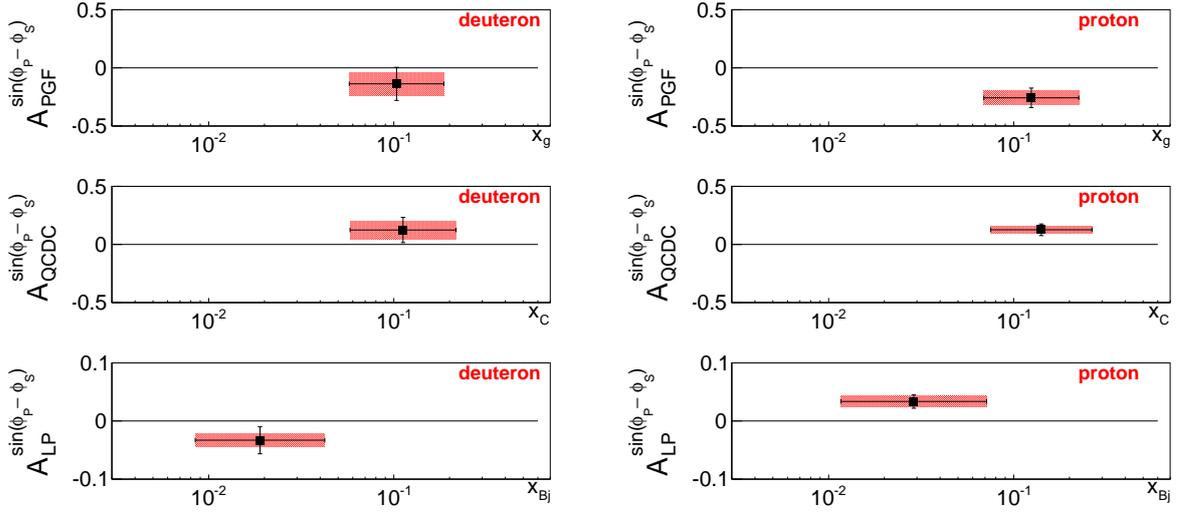 A_PGF^sin(ϕ_P − ϕ_S)
0.5
0
-0.5
deuteron
10^-2
10^-1
x_g
A_PGF^sin(ϕ_P − ϕ_S)
0.5
0
-0.5
proton
10^-2
10^-1
x_g
A_QCDC^sin(ϕ_P − ϕ_S)
0.5
0
-0.5
deuteron
10^-2
10^-1
x_C
A_QCDC^sin(ϕ_P − ϕ_S)
0.5
0
-0.5
proton
10^-2
10^-1
x_C
A_LP^sin(ϕ_P − ϕ_S)
0.1
0
-0.1
deuteron
10^-2
10^-1
x_Bj
A_LP^sin(ϕ_P − ϕ_S)
0.1
0
-0.1
proton
10^-2
10^-1
x_Bj